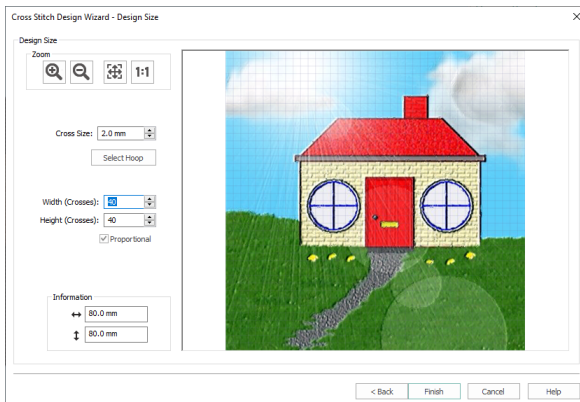 Cross Stitch Design Wizard - Design Size
Design Size
Zoom
1:1
Cross Size: 2.0 mm
Select Hoop
Width (Crosses): 40
Height (Crosses): 40
Proportional
Information
80.0 mm
80.0 mm
< Back Finish Cancel Help